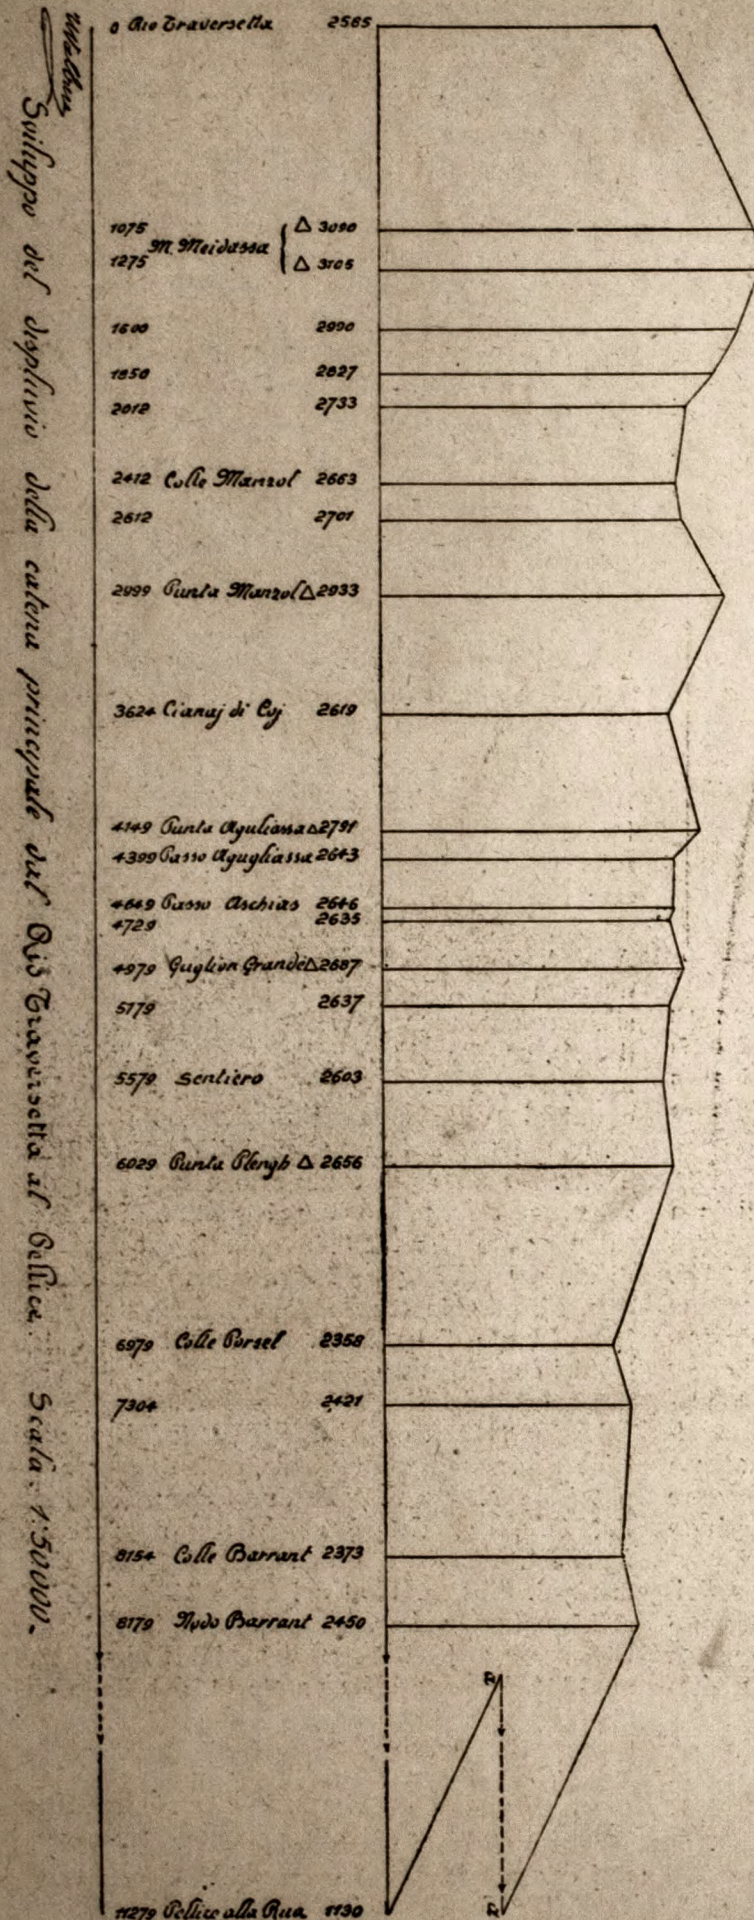 Sviluppo del displuvio della catena principale dal Rio Traversetta al Pellice. Scala. 1:50000.
0 Rio Traversetta 2565
1075 △ 3090
M. Meidassa
1275 △ 3105
1600 2990
1850 2827
2012 2733
2412 Colle Manzol 2663
2612 2701
2999 Punta Manzol △ 2933
3624 Cianaj di Coj 2619
4149 Punta Aguliassa △ 2791
4399 Passo Agugliassa 2643
4649 Passo Aschias 2646
4729 2635
4979 Guglion Grande △ 2687
5179 2637
5579 Sentiero 2603
6029 Punta Plengh △ 2656
6979 Colle Porsel 2358
7304 2421
8154 Colle Barrant 2373
8179 Nodo Barrant 2450
R
11279 Pellice alla Rua 1130
R